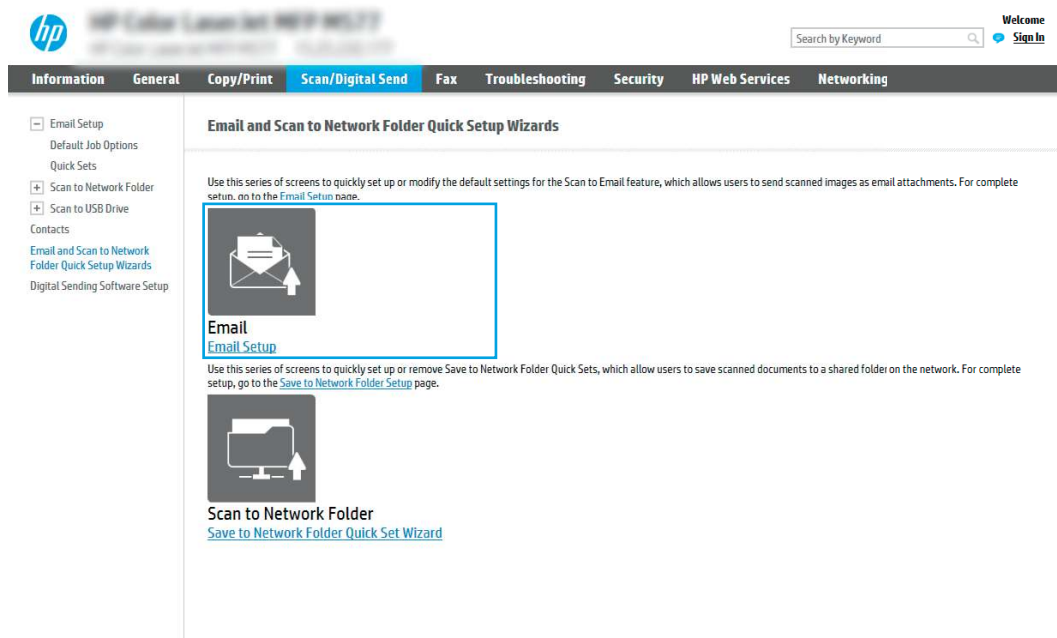 hp
Welcome
Search by Keyword
Sign In
Information General Copy/Print Scan/Digital Send Fax Troubleshooting Security HP Web Services Networking
Email Setup
Default Job Options
Quick Sets
Scan to Network Folder
Scan to USB Drive
Contacts
Email and Scan to Network
Folder Quick Setup Wizards
Digital Sending Software Setup
Email and Scan to Network Folder Quick Setup Wizards
Use this series of screens to quickly set up or modify the default settings for the Scan to Email feature, which allows users to send scanned images as email attachments. For complete
setup, go to the Email Setup page.
Email
Email Setup
Use this series of screens to quickly set up or remove Save to Network Folder Quick Sets, which allow users to save scanned documents to a shared folder on the network. For complete
setup, go to the Save to Network Folder Setup page.
Scan to Network Folder
Save to Network Folder Quick Set Wizard